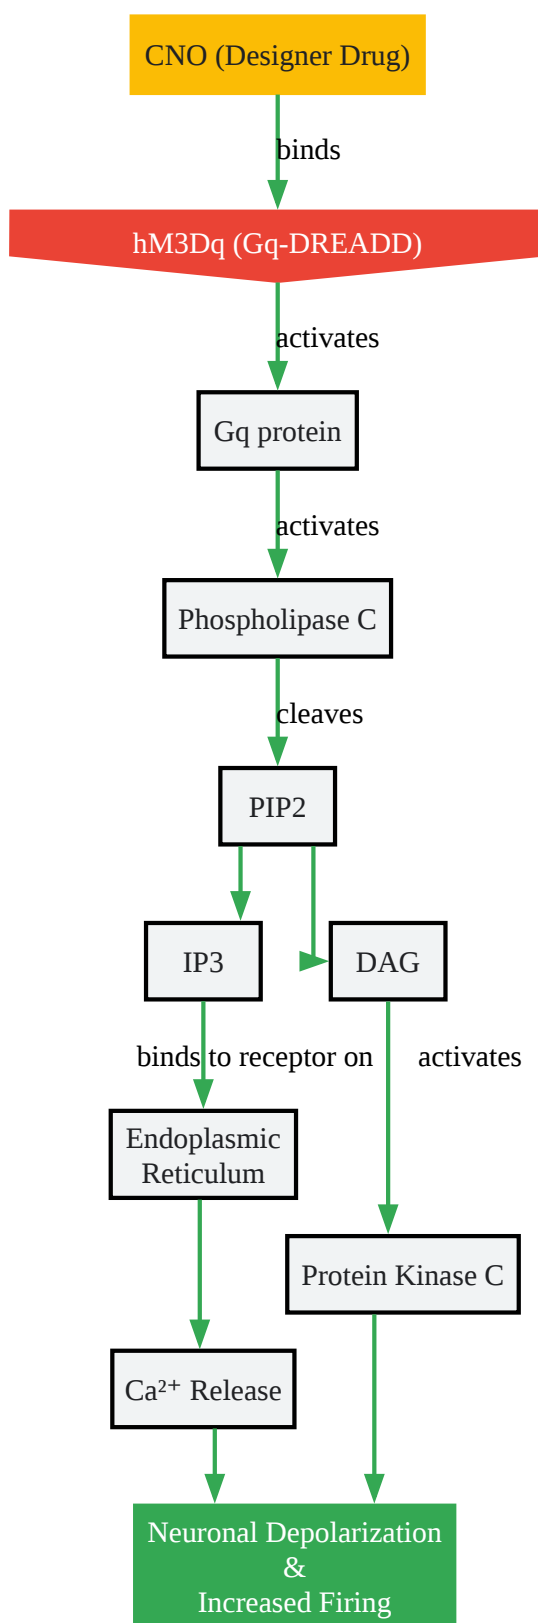 CNO (Designer Drug)
binds
hM3Dq (Gq-DREADD)
activates
Gq protein
activates
Phospholipase C
cleaves
PIP2
IP3
DAG
binds to receptor on
activates
Endoplasmic
Reticulum
Protein Kinase C
Ca²⁺ Release
Neuronal Depolarization
&
Increased Firing